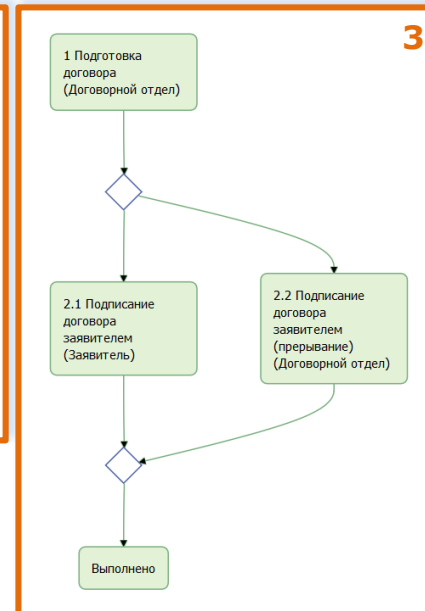 3
1 Подготовка
договора
(Договорной отдел)
2.1 Подписание
договора
заявителем
(Заявитель)
2.2 Подписание
договора
заявителем
(прерывание)
(Договорной отдел)
Выполнено